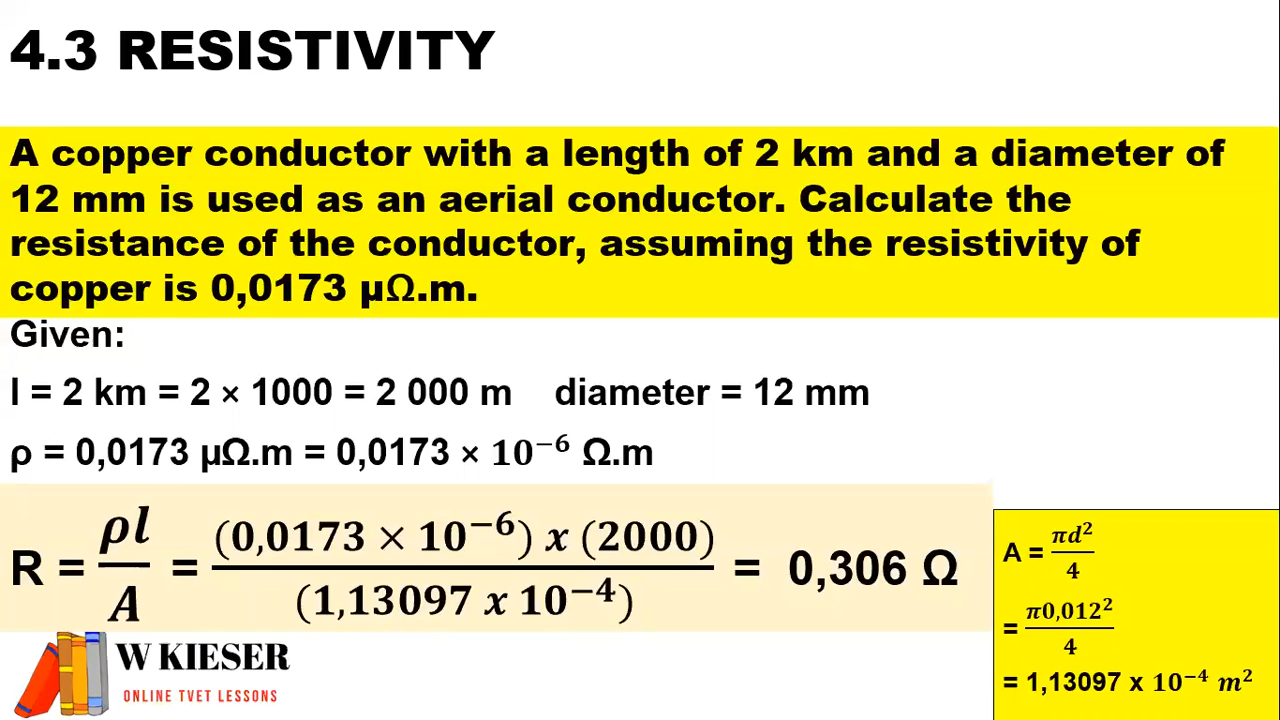 4.3 RESISTIVITY
A copper conductor with a length of 2 km and a diameter of
12 mm is used as an aerial conductor. Calculate the
resistance of the conductor, assuming the resistivity of
copper is 0,0173 µΩ.m.
Given:
l = 2 km = 2 × 1000 = 2 000 m diameter = 12 mm
ρ = 0,0173 µΩ.m = 0,0173 × 10⁻⁶ Ω.m
R = ρl/A = (0,0173 × 10⁻⁶) x (2000)/(1,13097 x 10⁻⁴) = 0,306 Ω
A = πd²/4
= π0,012²/4
= 1,13097 x 10⁻⁴ m²
W KIESER
ONLINE TVET LESSONS